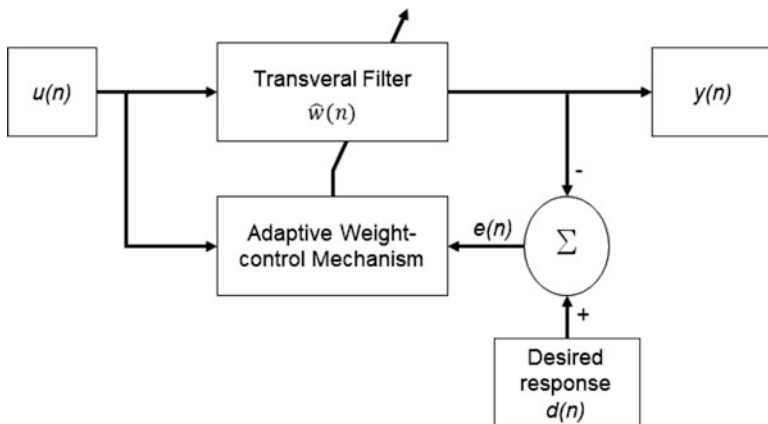 u(n)
Transveral Filter
ŵ(n)
y(n)
-
Adaptive Weight-
control Mechanism
e(n)
Σ
+
Desired
response
d(n)